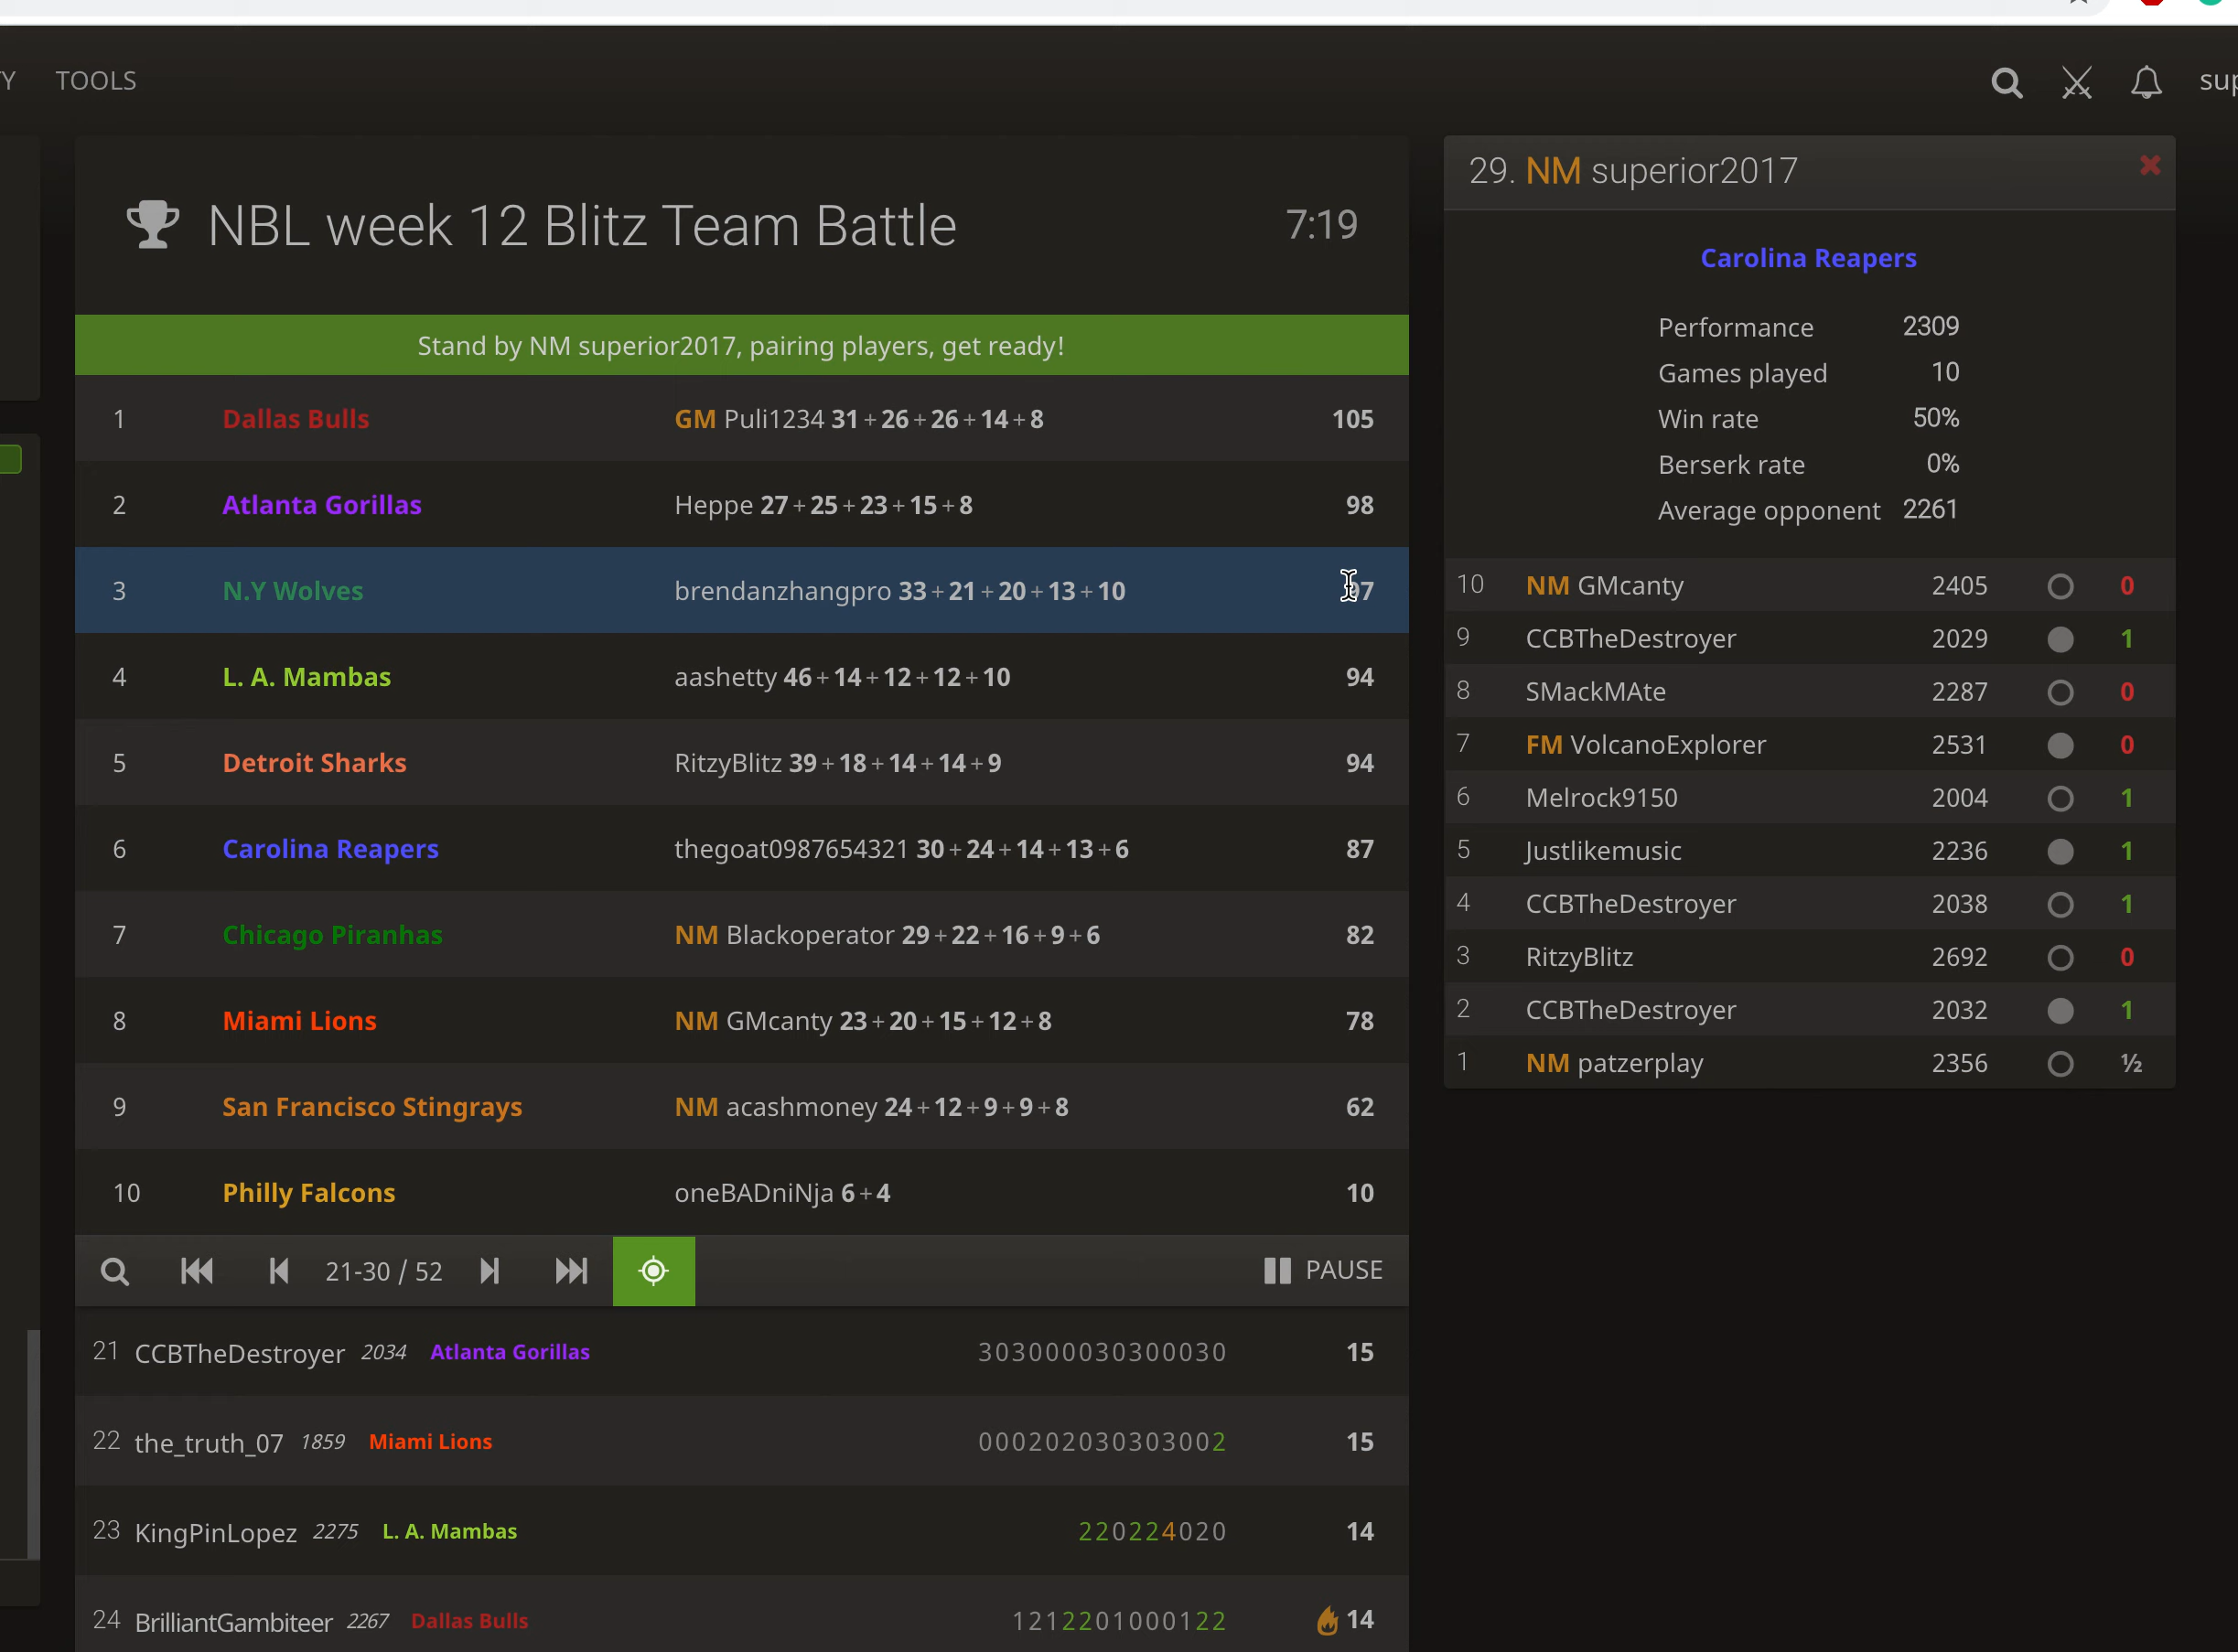 Y TOOLS
sup
NBL week 12 Blitz Team Battle 7:19
Stand by NM superior2017, pairing players, get ready!
1 Dallas Bulls GM Puli1234 31+26+26+14+8 105
2 Atlanta Gorillas Heppe 27+25+23+15+8 98
3 N.Y Wolves brendanzhangpro 33+21+20+13+10 97
4 L. A. Mambas aashetty 46+14+12+12+10 94
5 Detroit Sharks RitzyBlitz 39+18+14+14+9 94
6 Carolina Reapers thegoat0987654321 30+24+14+13+6 87
7 Chicago Piranhas NM Blackoperator 29+22+16+9+6 82
8 Miami Lions NM GMcanty 23+20+15+12+8 78
9 San Francisco Stingrays NM acashmoney 24+12+9+9+8 62
10 Philly Falcons oneBADniNja 6+4 10
21-30 / 52 PAUSE
21 CCBTheDestroyer 2034 Atlanta Gorillas 303000030300030 15
22 the_truth_07 1859 Miami Lions 000202030303002 15
23 KingPinLopez 2275 L. A. Mambas 220224020 14
24 BrilliantGambiteer 2267 Dallas Bulls 1212201000122 14
29. NM superior2017
Carolina Reapers
Performance 2309
Games played 10
Win rate 50%
Berserk rate 0%
Average opponent 2261
10 NM GMcanty 2405 0
9 CCBTheDestroyer 2029 1
8 SMackMAte 2287 0
7 FM VolcanoExplorer 2531 0
6 Melrock9150 2004 1
5 Justlikemusic 2236 1
4 CCBTheDestroyer 2038 1
3 RitzyBlitz 2692 0
2 CCBTheDestroyer 2032 1
1 NM patzerplay 2356 ½